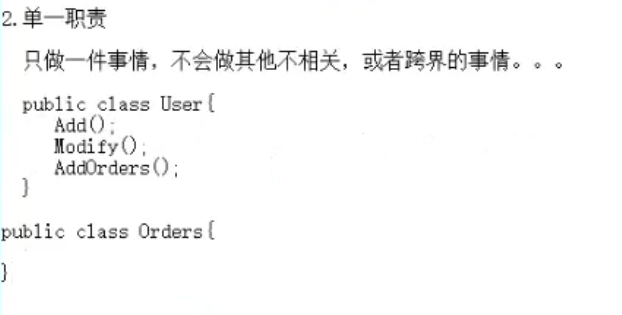 2.单一职责
只做一件事情，不会做其他不相关，或者跨界的事情。。。
public class User{
Add();
Modify();
AddOrders();
}
public class Orders{
}